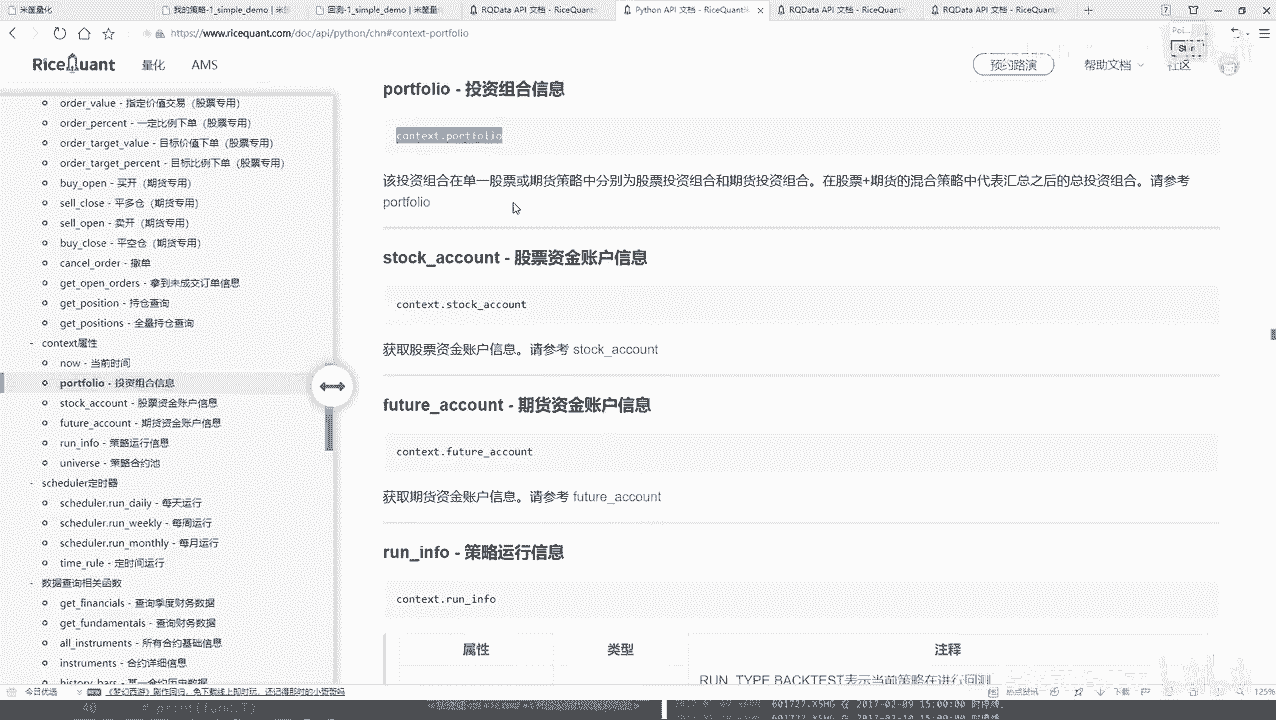 米筐量化
我的策略-1_simple_demo | 米筐
回测-1_simple_demo | 米筐量
RQData API 文档 - RiceQuant
Python API 文档 - RiceQuant
RQData API 文档 - RiceQuant
RQData API 文档 - RiceQuant
https://www.ricequant.com/doc/api/python/chn#context-portfolio
RiceQuant
量化
AMS
预约路演
帮助文档
社区
order_value - 指定价值交易（股票专用）
order_percent - 一定比例下单（股票专用）
order_target_value - 目标价值下单（股票专用）
order_target_percent - 目标比例下单（股票专用）
buy_open - 买开（期货专用）
sell_close - 平多仓（期货专用）
sell_open - 卖开（期货专用）
buy_close - 平空仓（期货专用）
cancel_order - 撤单
get_open_orders - 拿到未成交订单信息
get_position - 持仓查询
get_positions - 全量持仓查询
context属性
now - 当前时间
portfolio - 投资组合信息
stock_account - 股票资金账户信息
future_account - 期货资金账户信息
run_info - 策略运行信息
universe - 策略合约池
scheduler定时器
scheduler.run_daily - 每天运行
scheduler.run_weekly - 每周运行
scheduler.run_monthly - 每月运行
time_rule - 定时间运行
数据查询相关函数
get_financials - 查询季度财务数据
get_fundamentals - 查询财务数据
all_instruments - 所有合约基础信息
instruments - 合约详细信息
history_bars - 某一合约历史数据
portfolio - 投资组合信息
context.portfolio
该投资组合在单一股票或期货策略中分别为股票投资组合和期货投资组合。在股票+期货的混合策略中代表汇总之后的总投资组合。请参考
portfolio
stock_account - 股票资金账户信息
context.stock_account
获取股票资金账户信息。请参考 stock_account
future_account - 期货资金账户信息
context.future_account
获取期货资金账户信息。请参考 future_account
run_info - 策略运行信息
context.run_info
属性
类型
注释
RUN_TYPE.BACKTEST表示当前策略在进行回测
今日优选
热点资讯
下载
125%